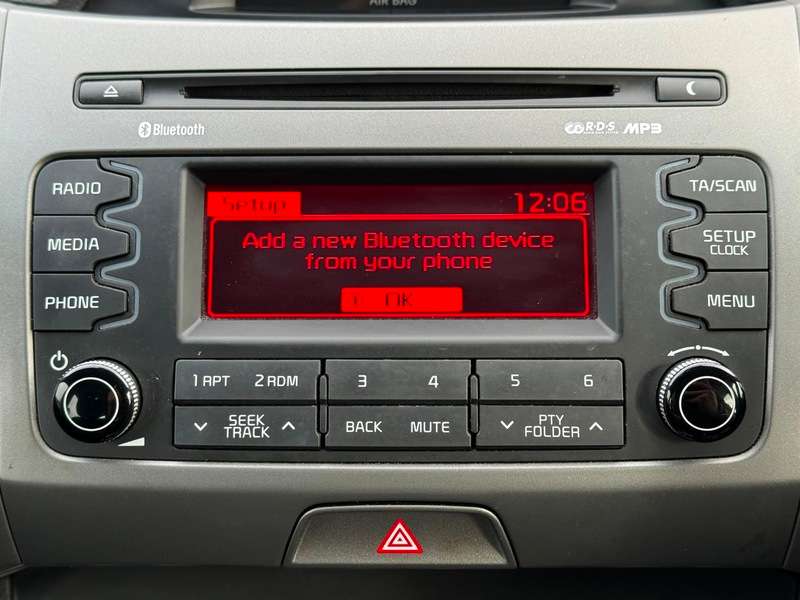 AIR BAG
Bluetooth
R·D·S MP3
RADIO
MEDIA
PHONE
Setup 12:06
Add a new Bluetooth device
from your phone
OK
TA/SCAN
SETUP
CLOCK
MENU
1 RPT 2 RDM 3 4 5 6
SEEK
TRACK
BACK MUTE
PTY
FOLDER